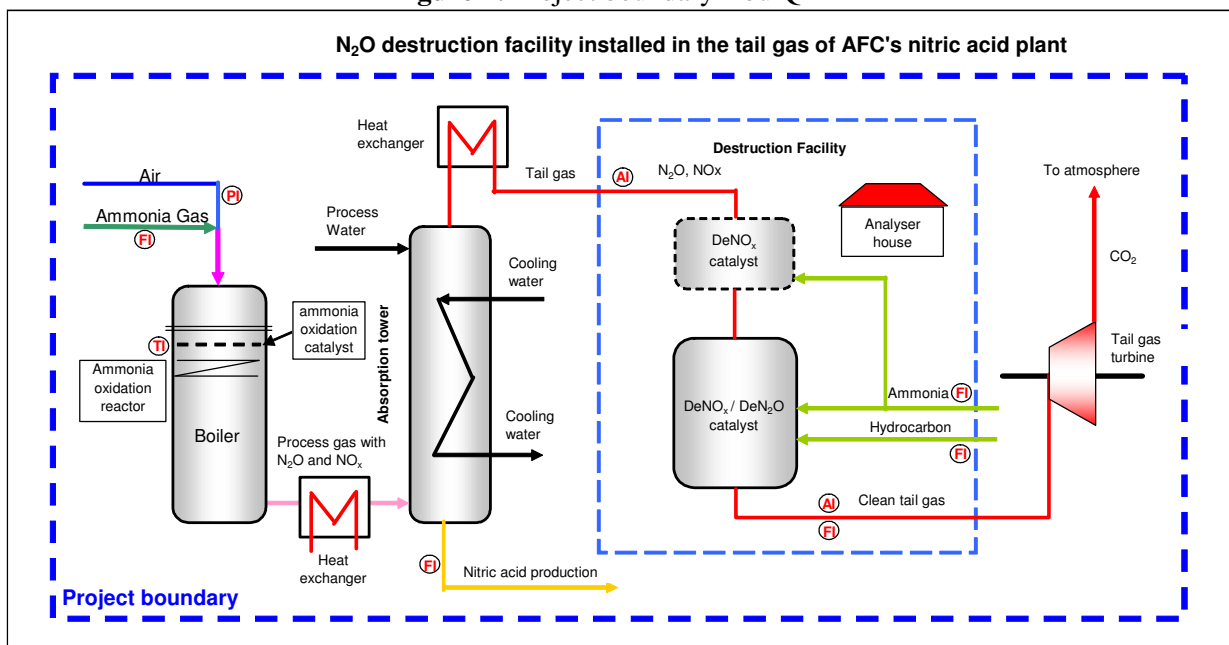 N2O destruction facility installed in the tail gas of AFC's nitric acid plant
Heat
exchanger
Destruction Facility
Air
PI
Ammonia Gas
FI
Tail gas
AI
N2O, NOx
To atmosphere
Process
Water
Analyser
house
DeNOx
catalyst
CO2
Cooling
water
ammonia
oxidation
catalyst
TI
Ammonia
oxidation
reactor
Absorption tower
Tail gas
turbine
Boiler
Ammonia
FI
DeNOx / DeN2O
catalyst
Hydrocarbon
FI
Cooling
water
Process gas with
N2O and NOx
AI
Clean tail gas
FI
Heat
exchanger
FI
Nitric acid production
Project boundary